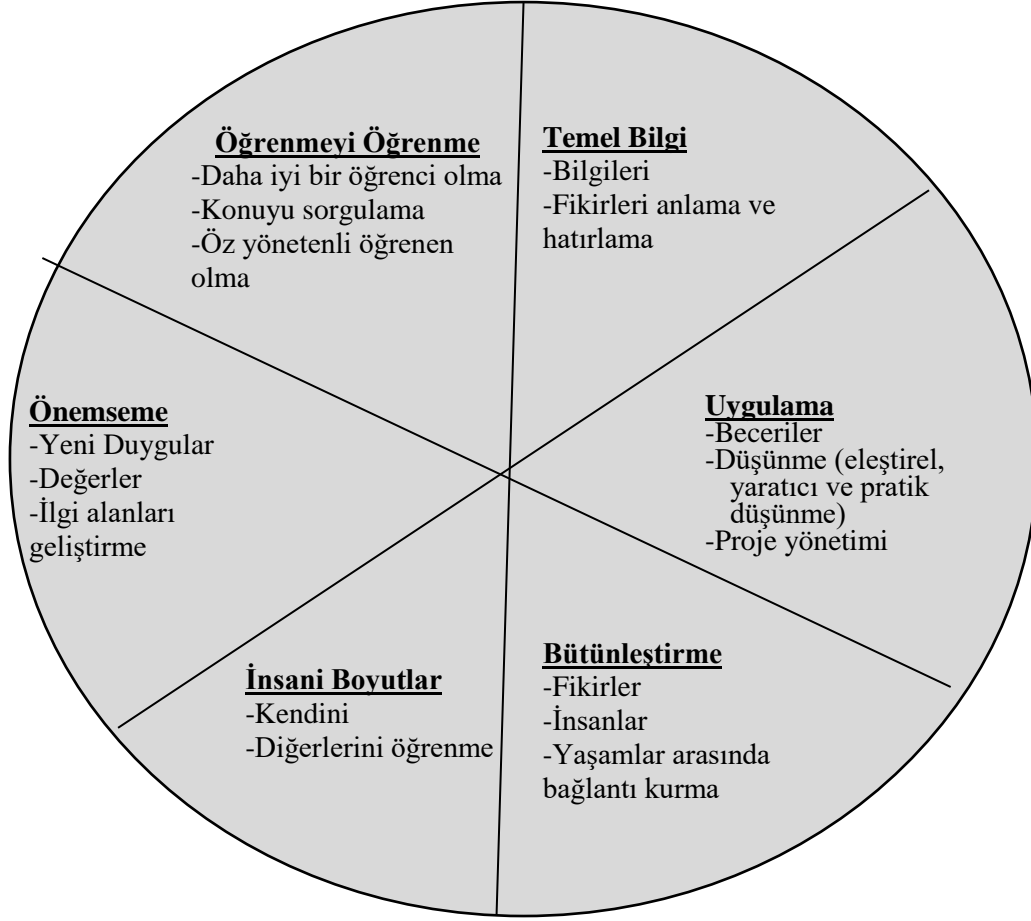 Öğrenmeyi Öğrenme
-Daha iyi bir öğrenci olma
-Konuyu sorgulama
-Öz yönetenli öğrenen
olma
Temel Bilgi
-Bilgileri
-Fikirleri anlama ve
hatırlama
Önemseme
-Yeni Duygular
-Değerler
-İlgi alanları
geliştirme
Uygulama
-Beceriler
-Düşünme (eleştirel,
yaratıcı ve pratik
düşünme)
-Proje yönetimi
İnsani Boyutlar
-Kendini
-Diğerlerini öğrenme
Bütünleştirme
-Fikirler
-İnsanlar
-Yaşamlar arasında
bağlantı kurma